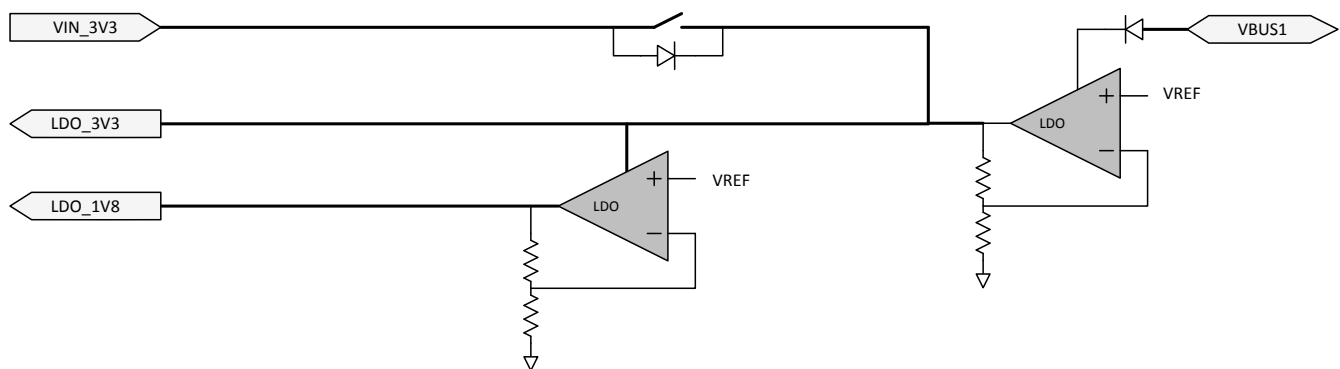 VIN_3V3
VBUS1
+
VREF
LDO_3V3
LDO
−
+
VREF
LDO_1V8
LDO
−